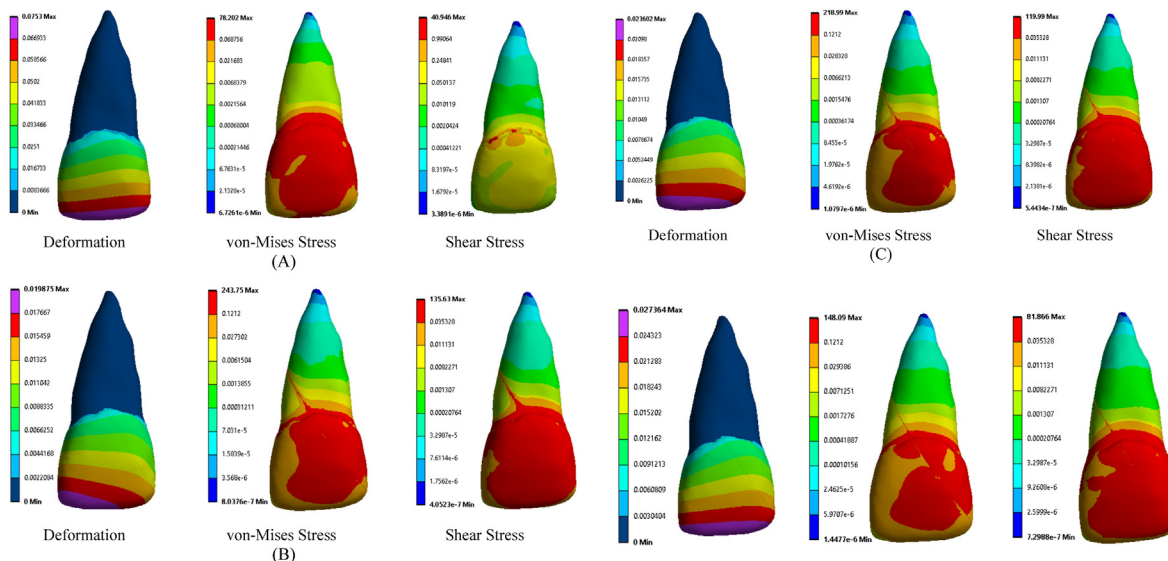 0.0753 Max
0.066933
0.058566
0.0502
0.041833
0.033466
0.0251
0.016733
0.0083666
0 Min
Deformation
78.202 Max
0.068756
0.021683
0.0068379
0.0021564
0.00068004
0.00021446
6.7631e-5
2.1328e-5
6.7261e-6 Min
von-Mises Stress
40.946 Max
0.99064
0.24841
0.050137
0.010119
0.0020424
0.00041221
8.3197e-5
1.6792e-5
3.3891e-6 Min
Shear Stress
(A)
0.023602 Max
0.02098
0.018357
0.015735
0.013112
0.01049
0.0078674
0.0052449
0.0026225
0 Min
Deformation
218.99 Max
0.1212
0.028328
0.0066213
0.0015476
0.00036174
8.455e-5
1.9762e-5
4.6192e-6
1.0797e-6 Min
von-Mises Stress
119.99 Max
0.035328
0.011131
0.0082271
0.001307
0.00020764
3.2987e-5
8.3982e-6
2.1381e-6
5.4434e-7 Min
Shear Stress
(C)
0.019875 Max
0.017667
0.015459
0.01325
0.011042
0.0088335
0.0066252
0.0044168
0.0022084
0 Min
Deformation
243.75 Max
0.1212
0.027302
0.0061504
0.0013855
0.00031211
7.031e-5
1.5839e-5
3.568e-6
8.0376e-7 Min
von-Mises Stress
135.63 Max
0.035328
0.011131
0.0082271
0.001307
0.00020764
3.2987e-5
7.6114e-6
1.7562e-6
4.0523e-7 Min
Shear Stress
(B)
0.027364 Max
0.024323
0.021283
0.018243
0.015202
0.012162
0.0091213
0.0060809
0.0030404
0 Min
148.09 Max
0.1212
0.029386
0.0071251
0.0017276
0.00041887
0.00010156
2.4625e-5
5.9707e-6
1.4477e-6 Min
81.866 Max
0.035328
0.011131
0.0082271
0.001307
0.00020764
3.2987e-5
9.2608e-6
2.5999e-6
7.2988e-7 Min